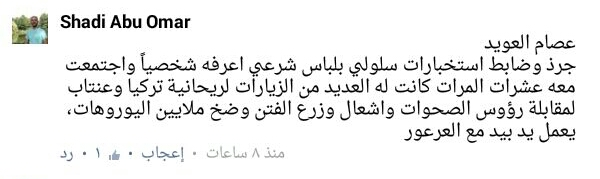 Shadi Abu Omar
عصام العويد
جرذ وضابط استخبارات سلولي بلباس شرعي اعرفه شخصياً واجتمعت
معه عشرات المرات كانت له العديد من الزيارات لريحانية تركيا وعنتاب
لمقابلة رؤوس الصحوات واشعال وزرع الفتن وضخ ملايين اليوروهات،
يعمل يد بيد مع العرعور
منذ ٨ ساعات • إعجاب • ١ • رد